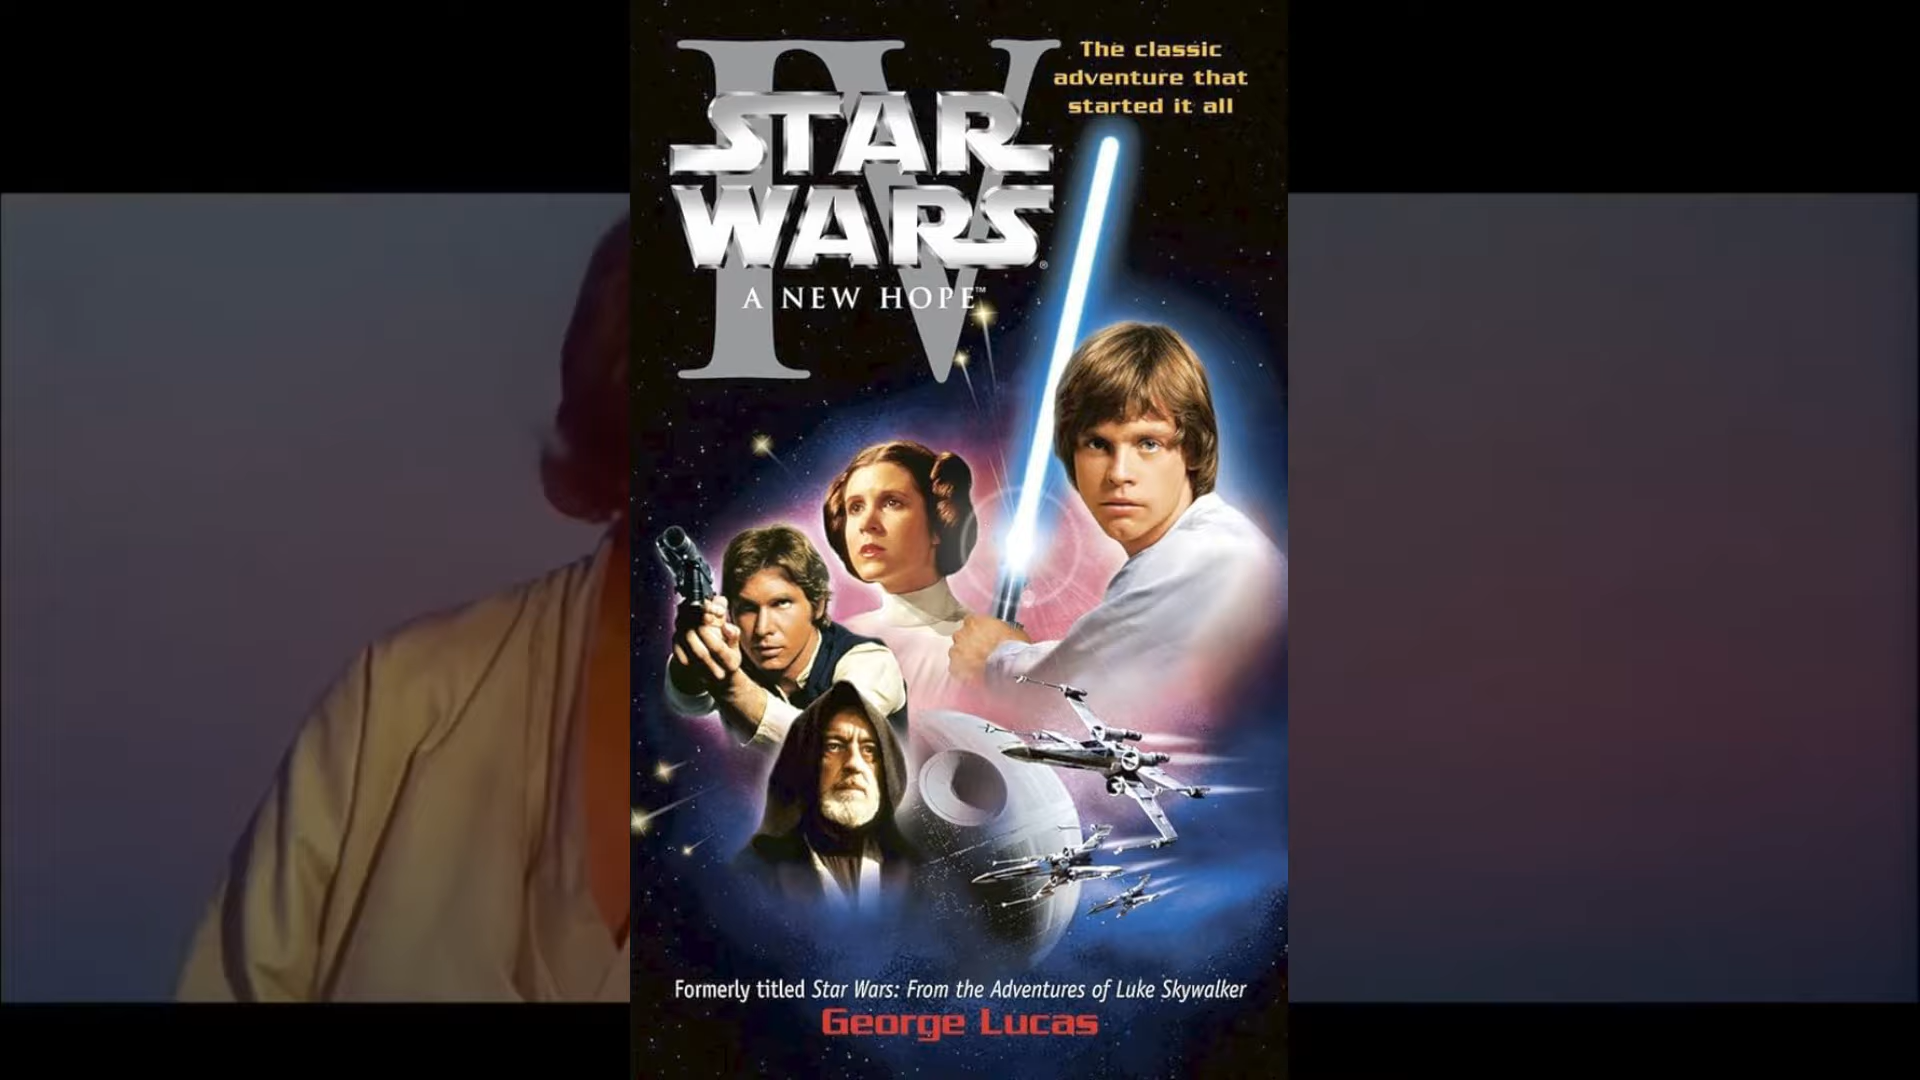 IV
The classic
adventure that
started it all
STAR
WARS®
A NEW HOPE™
Formerly titled Star Wars: From the Adventures of Luke Skywalker
George Lucas